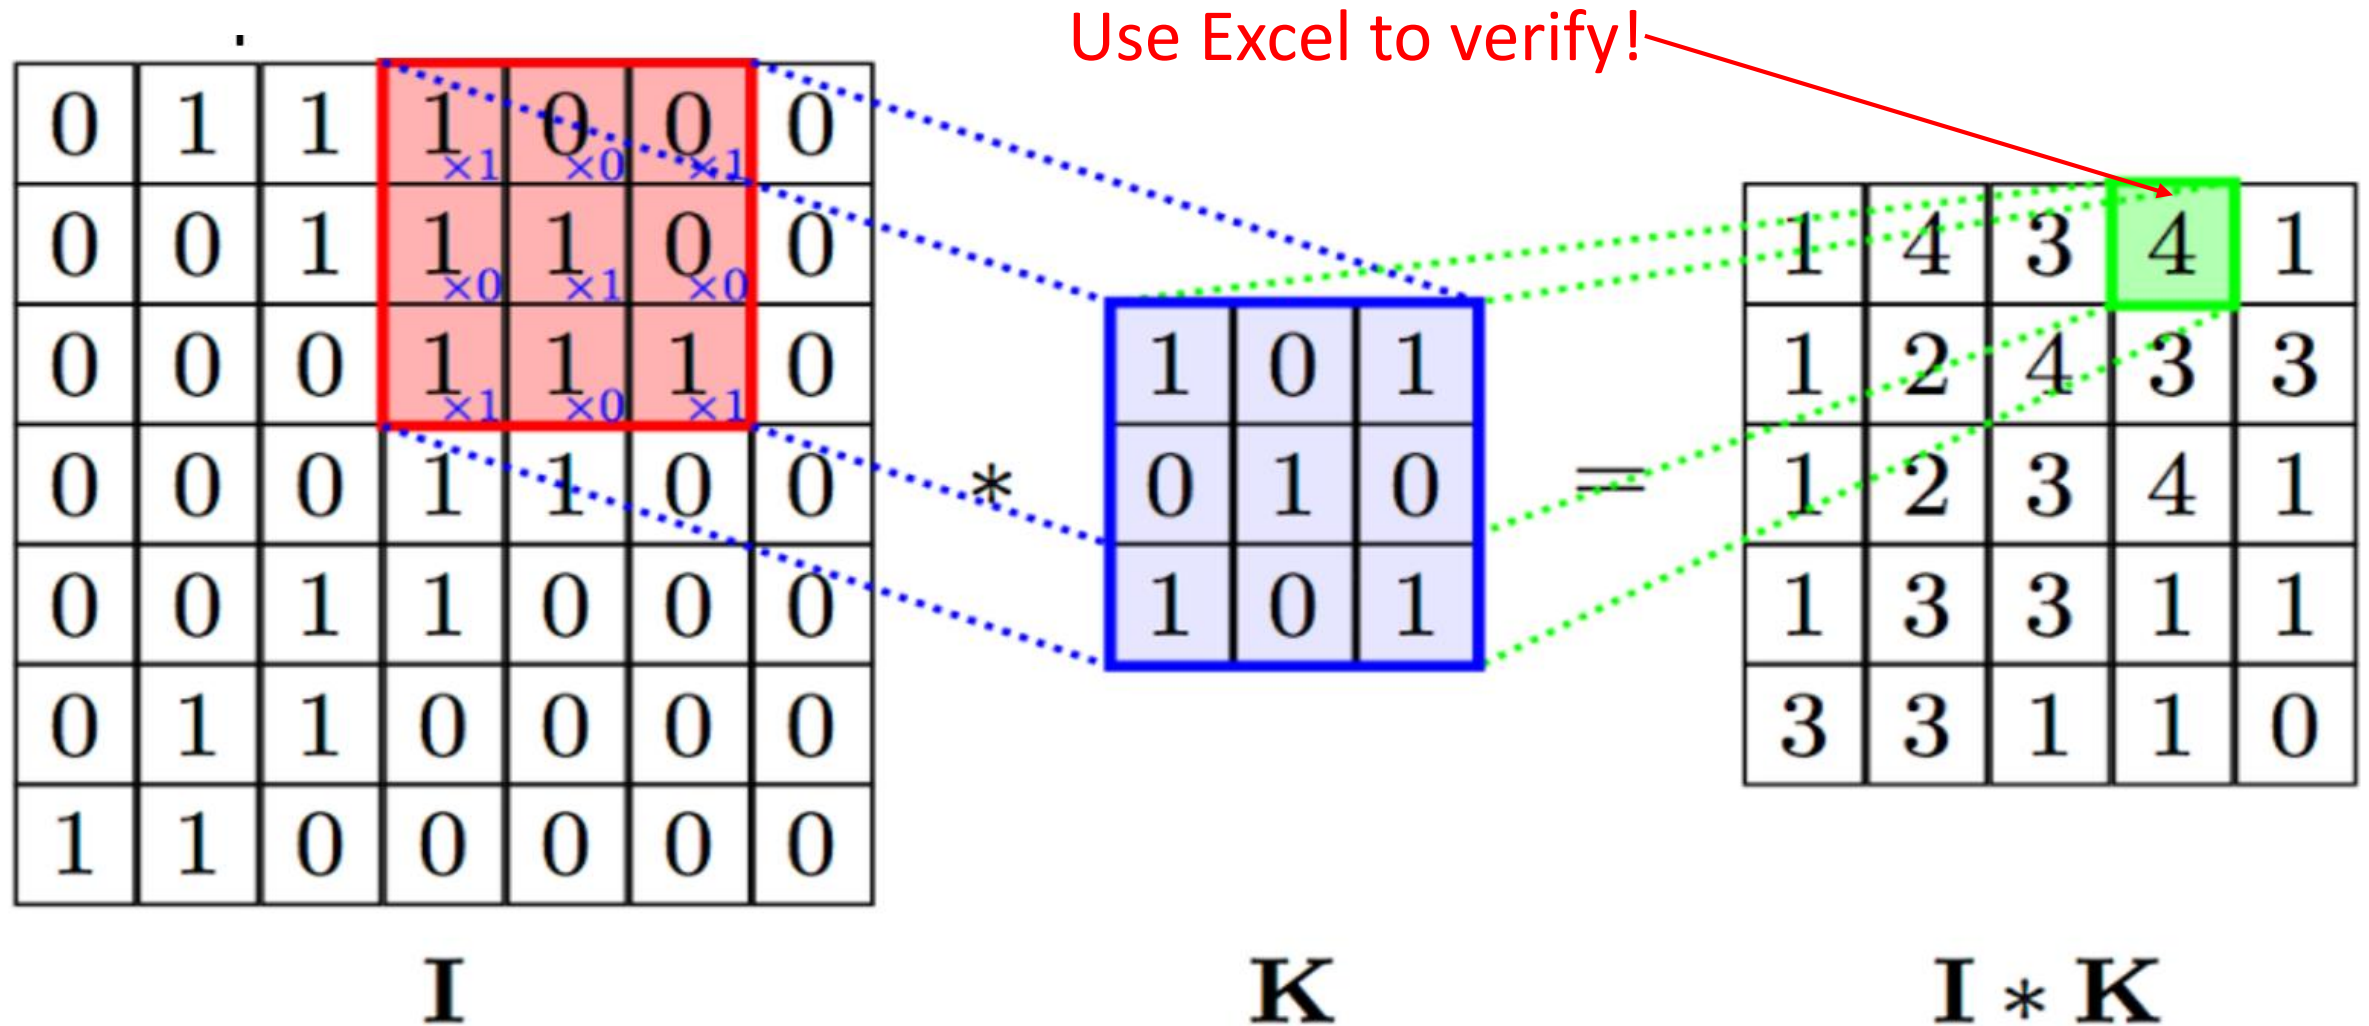 Use Excel to verify!
0 1 1 1×1 0×0 0×1 0
0 0 1 1×0 1×1 0×0 0
0 0 0 1×1 1×0 1×1 0
0 0 0 1 1 0 0
0 0 1 1 0 0 0
0 1 1 0 0 0 0
1 1 0 0 0 0 0
I
*
1 0 1
0 1 0
1 0 1
K
=
1 4 3 4 1
1 2 4 3 3
1 2 3 4 1
1 3 3 1 1
3 3 1 1 0
I * K